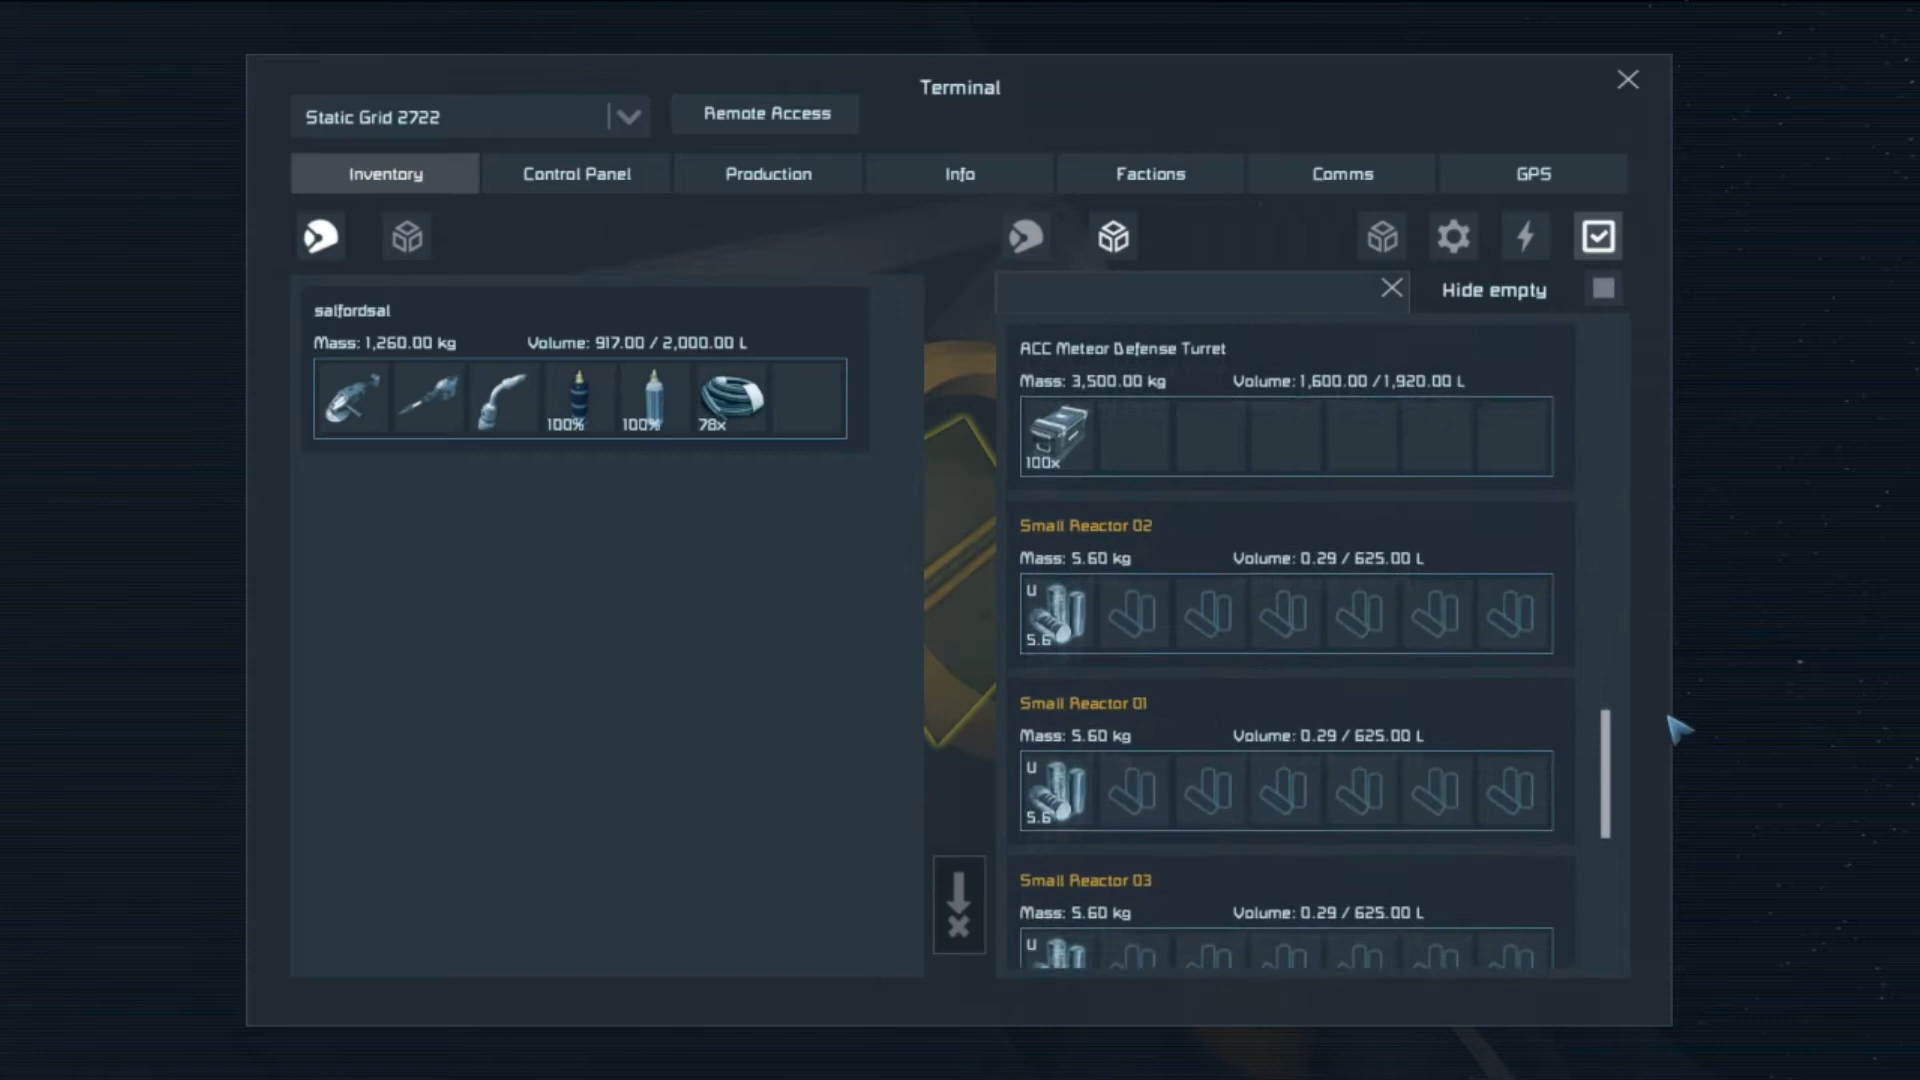 Terminal
Static Grid 2722
Remote Access
Inventory
Control Panel
Production
Info
Factions
Comms
GPS
Hide empty
salfordsal
Mass: 1,260.00 kg Volume: 917.00 / 2,000.00 L
100% 100% 78x
ACC Meteor Defense Turret
Mass: 3,500.00 kg Volume: 1,600.00 / 1,920.00 L
100x
Small Reactor 02
Mass: 5.60 kg Volume: 0.29 / 625.00 L
U
5.6
Small Reactor 01
Mass: 5.60 kg Volume: 0.29 / 625.00 L
U
5.6
Small Reactor 03
Mass: 5.60 kg Volume: 0.29 / 625.00 L
U